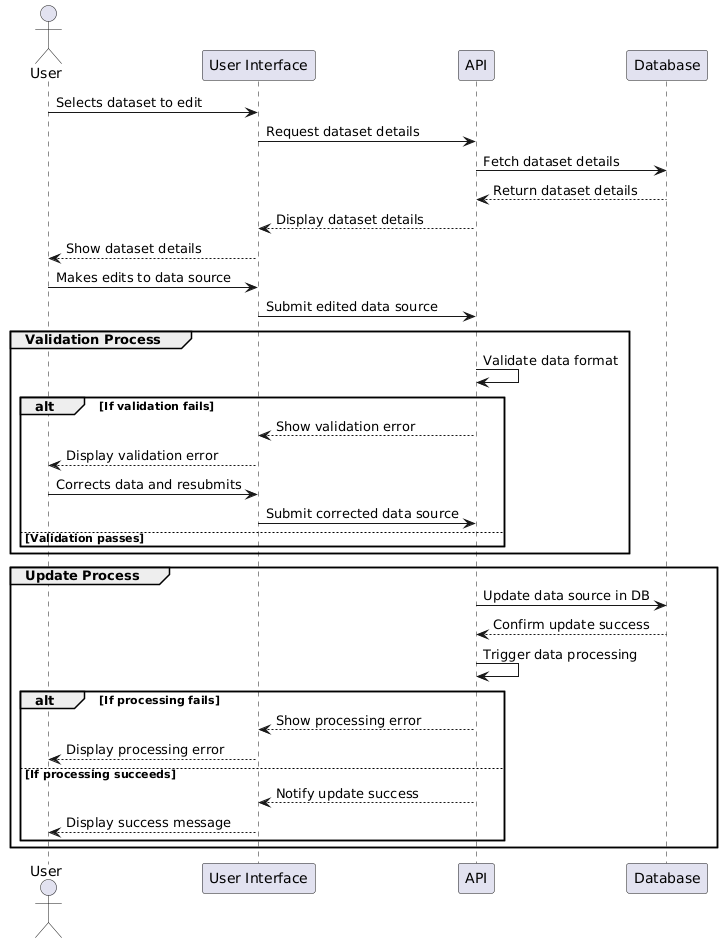 User
User Interface
API
Database
Selects dataset to edit
Request dataset details
Fetch dataset details
Return dataset details
Display dataset details
Show dataset details
Makes edits to data source
Submit edited data source
Validation Process
Validate data format
alt [If validation fails]
Show validation error
Display validation error
Corrects data and resubmits
Submit corrected data source
[Validation passes]
Update Process
Update data source in DB
Confirm update success
Trigger data processing
alt [If processing fails]
Show processing error
Display processing error
[If processing succeeds]
Notify update success
Display success message
User
User Interface
API
Database